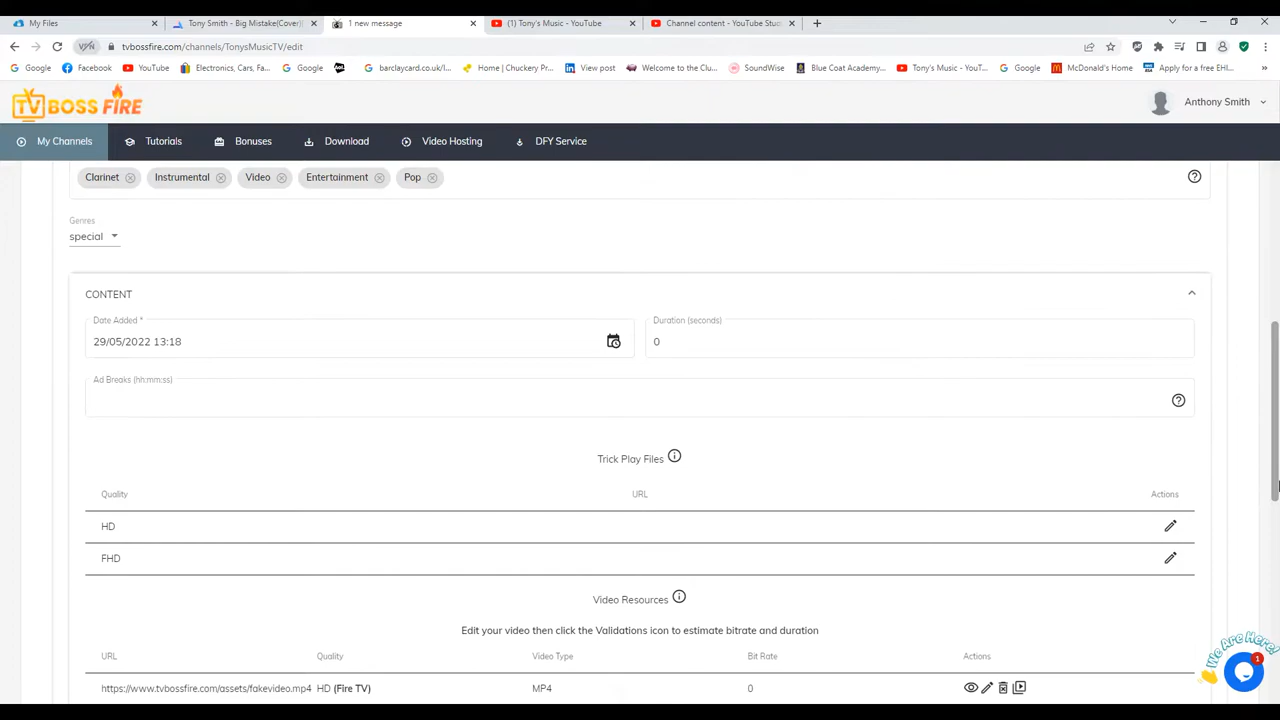 My Files
Tony Smith - Big Mistake(Cover)
1 new message
(1) Tony's Music - YouTube
Channel content - YouTube Stud
VPN
tvbossfire.com/channels/TonysMusicTV/edit
Google
Facebook
YouTube
Electronics, Cars, Fa...
Google
barclaycard.co.uk/l...
Home | Chuckery Pr...
View post
Welcome to the Clu...
SoundWise
Blue Coat Academy...
Tony's Music - YouT...
Google
McDonald's Home
Apply for a free EHI...
TV BOSS FIRE
Anthony Smith
My Channels
Tutorials
Bonuses
Download
Video Hosting
DFY Service
Clarinet
Instrumental
Video
Entertainment
Pop
Genres
special
CONTENT
Date Added *
Duration (seconds)
29/05/2022 13:18
0
Ad Breaks (hh:mm:ss)
Trick Play Files
Quality URL Actions
HD
FHD
Video Resources
Edit your video then click the Validations icon to estimate bitrate and duration
URL Quality Video Type Bit Rate Actions
https://www.tvbossfire.com/assets/fakevideo.mp4 HD (Fire TV) MP4 0
We Are Here!
1